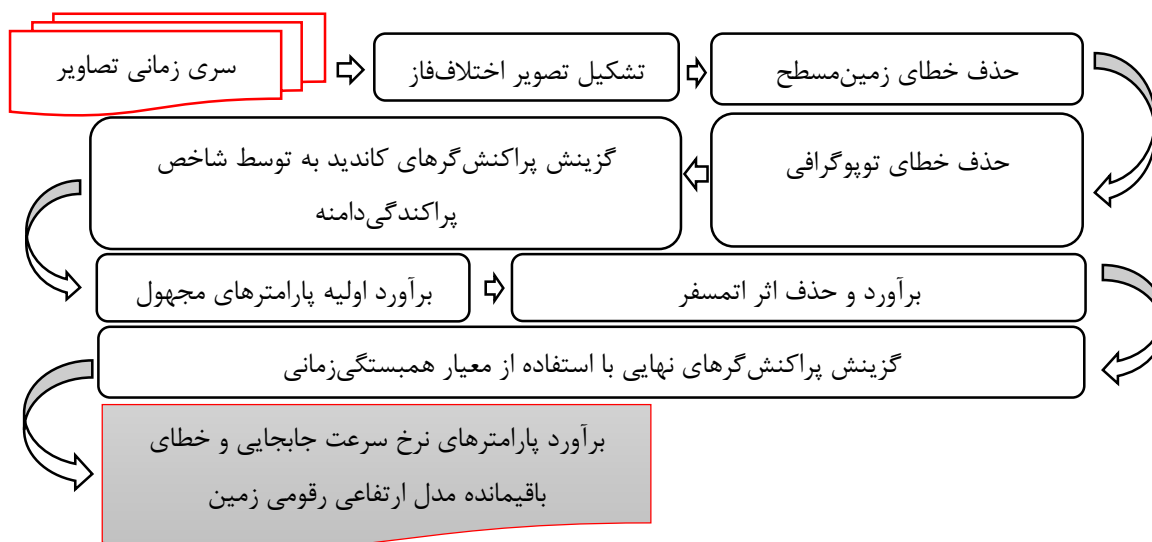 سری زمانی تصاویر
تشکیل تصویر اختلاف‌فاز
حذف خطای زمین‌مسطح
حذف خطای توپوگرافی
گزینش پراکنش‌گرهای کاندید به توسط شاخص
پراکندگی‌دامنه
برآورد اولیه پارامترهای مجهول
برآورد و حذف اثر اتمسفر
گزینش پراکنش‌گرهای نهایی با استفاده از معیار همبستگی‌زمانی
برآورد پارامترهای نرخ سرعت جابجایی و خطای
باقیمانده مدل ارتفاعی رقومی زمین